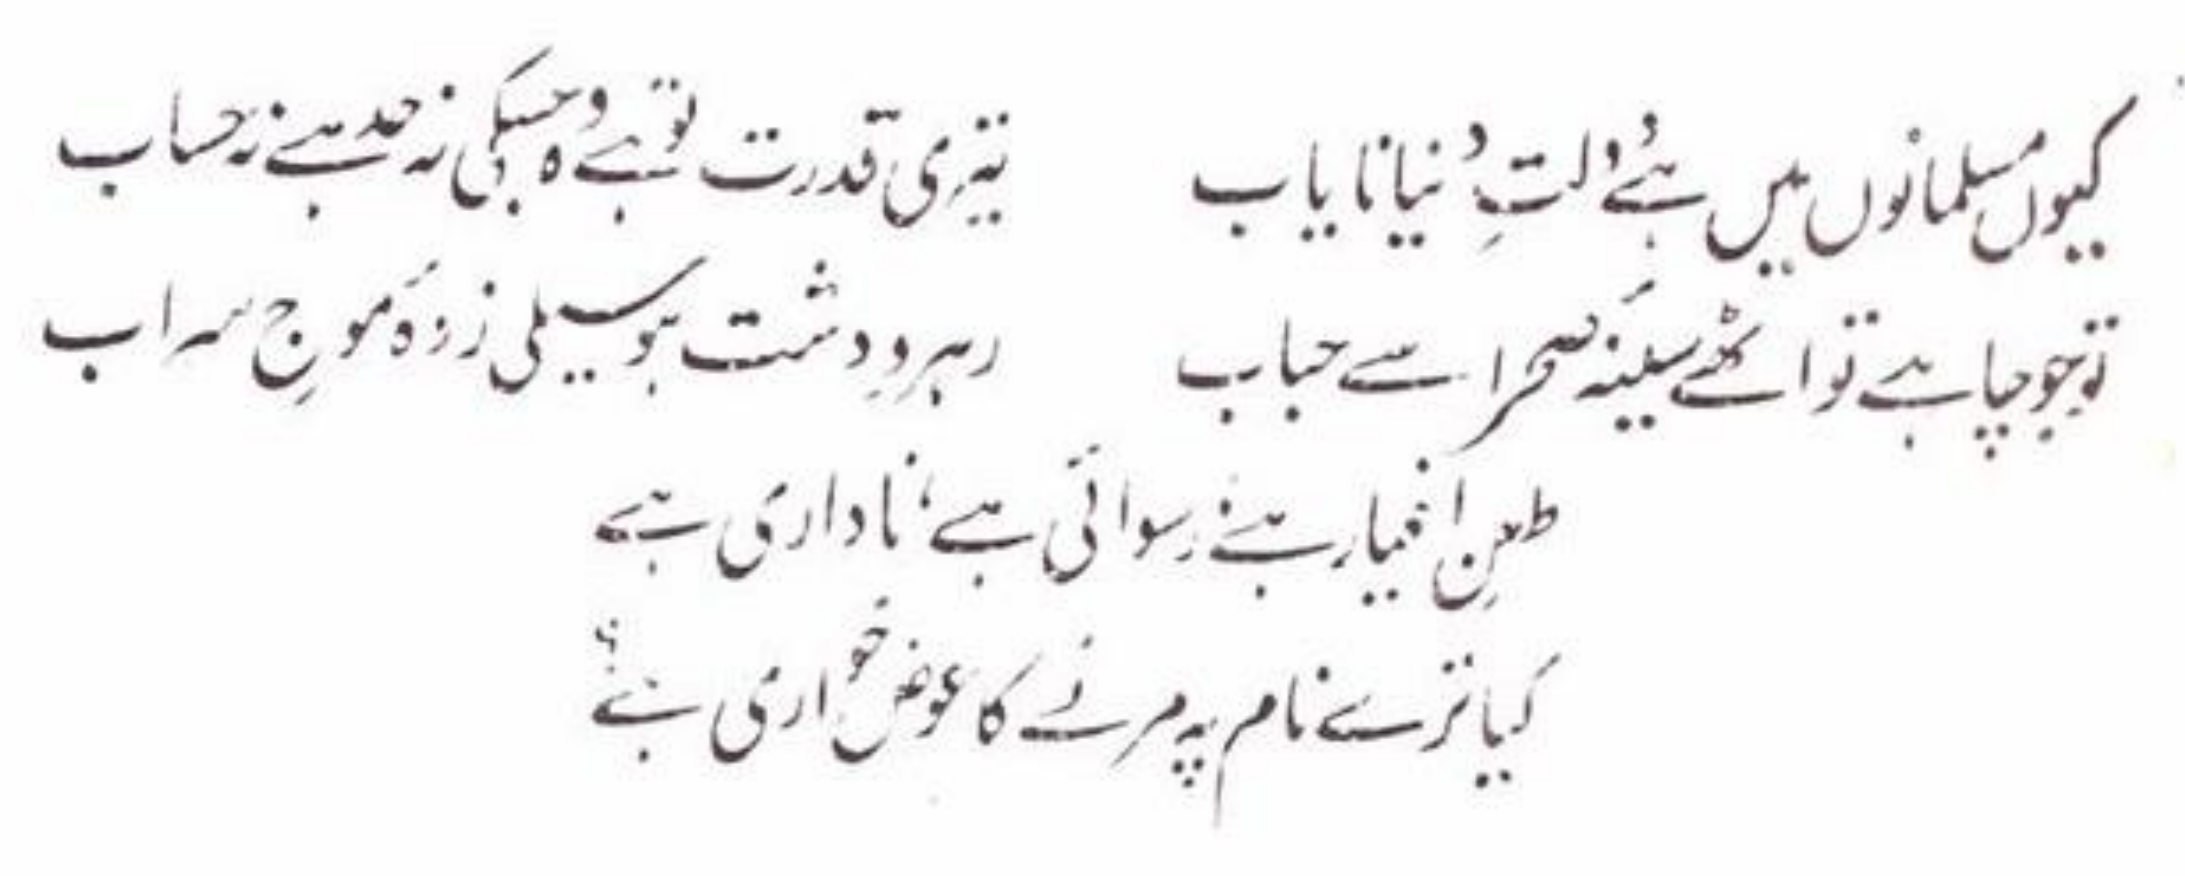 کیوں مسلمانوں میں ہے دولتِ دنیا نایاب تیری قدرت تو ہے وہ جسکی نہ حد ہے نہ حساب
تو جو چاہے تو اٹھے سینۂ صحرا سے حباب رہروِ دشت ہو سیلی زدۂ موجِ سراب
طعنِ اغیار ہے، رسوائی ہے، ناداری ہے
کیا ترے نام پہ مرنے کا عوض خواری ہے؟